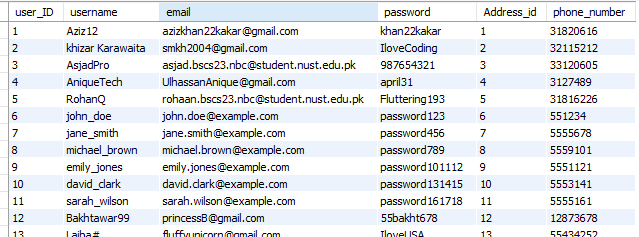 user_ID username email password Address_id phone_number
1 Aziz12 azizkhan22kakar@gmail.com khan22kakar 1 31820616
2 khizar Karawaita smkh2004@gmail.com IloveCoding 2 32115212
3 AsjadPro asjad.bscs23.nbc@student.nust.edu.pk 987654321 3 33120605
4 AniqueTech UlhassanAnique@gmail.com april31 4 3127489
5 RohanQ rohaan.bscs23.nbc@student.nust.edu.pk Fluttering193 5 31816226
6 john_doe john.doe@example.com password123 6 551234
7 jane_smith jane.smith@example.com password456 7 5555678
8 michael_brown michael.brown@example.com password789 8 5559101
9 emily_jones emily.jones@example.com password101112 9 5551121
10 david_clark david.clark@example.com password131415 10 5553141
11 sarah_wilson sarah.wilson@example.com password161718 11 5555161
12 Bakhtawar99 princessB@gmail.com 55bakht678 12 12873678
13 Laiba# fluffyunicorn@gmail.com IloveUSA 13 55434252